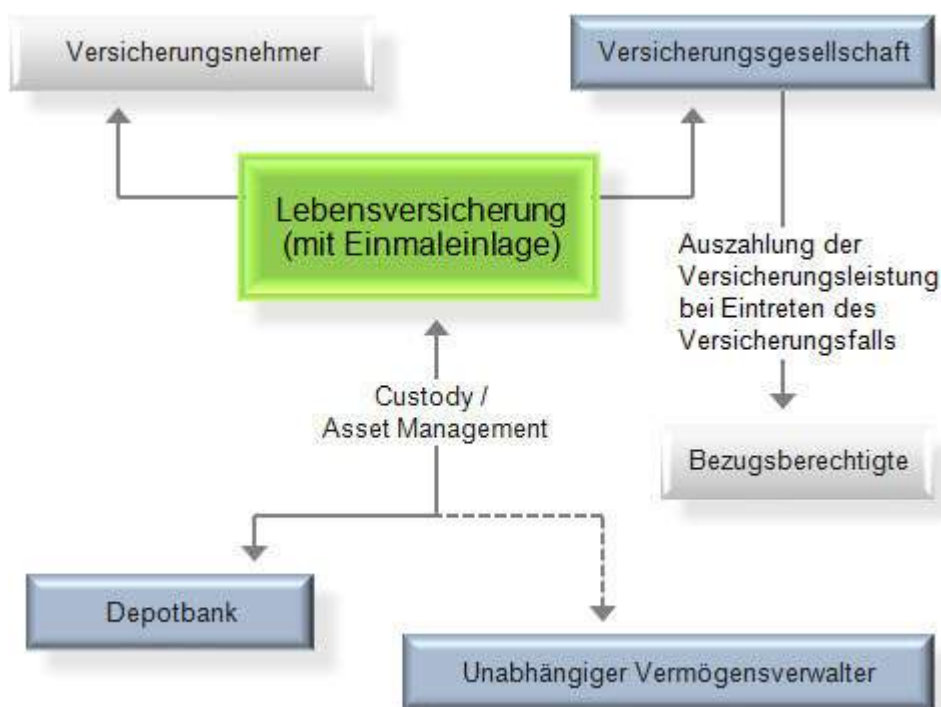 Versicherungsnehmer
Versicherungsgesellschaft
Lebensversicherung
(mit Einmaleinlage)
Auszahlung der
Versicherungsleistung
bei Eintreten des
Versicherungsfalls
Custody /
Asset Management
Bezugsberechtigte
Depotbank
Unabhängiger Vermögensverwalter